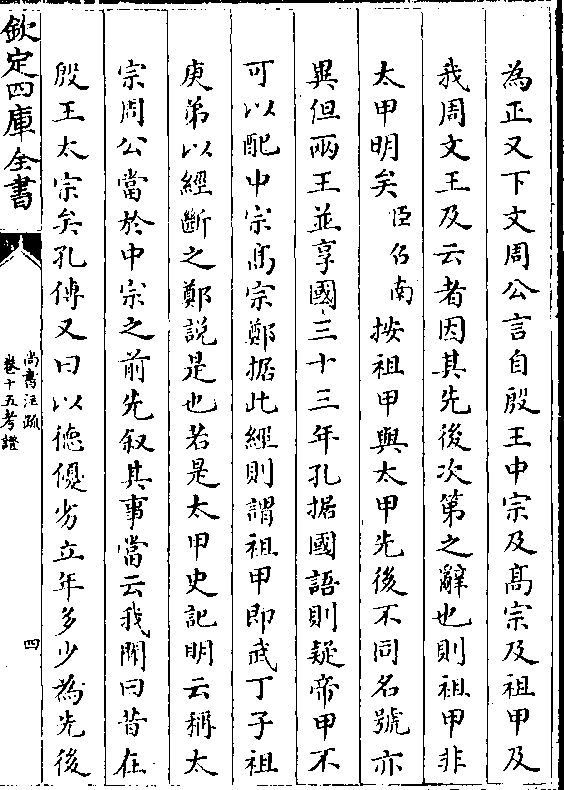 為正又下文周公言自殷王中宗及髙宗及祖甲及
我周文王及云者因其先後次第之辭也則祖甲非
太甲明矣臣召南按祖甲與太甲先後不同名號亦
異但兩王並享國三十三年孔据國語則疑帝甲不
可以配中宗髙宗鄭据此經則謂祖甲即武丁子祖
庚弟以經斷之鄭説是也若是太甲史記明云稱太
宗周公當於中宗之前先叙其事當云我聞曰昔在
殷王太宗矣孔傳又曰以德優劣立年多少為先後
欽定四庫全書
尚書注疏
卷十五考證
四